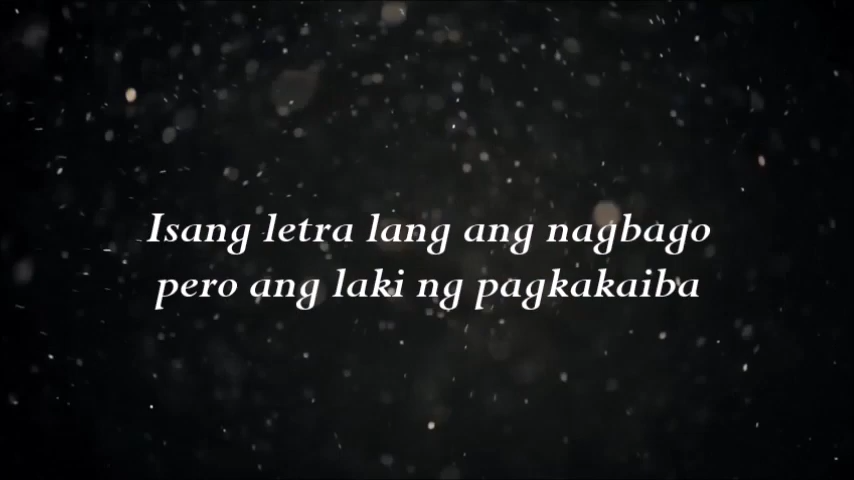 Isang letra lang ang nagbago
pero ang laki ng pagkakaiba